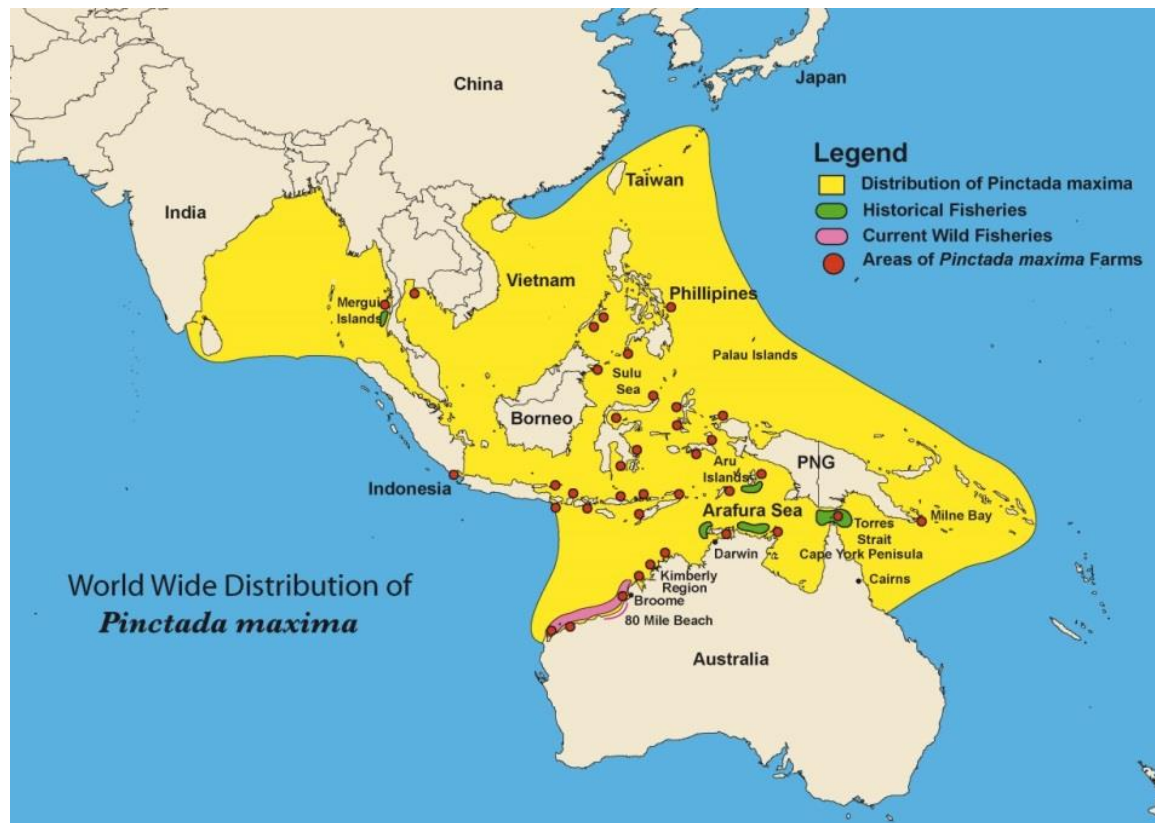 China
Japan
Legend
Distribution of Pinctada maxima
Historical Fisheries
Current Wild Fisheries
Areas of Pinctada maxima Farms
Taiwan
India
Vietnam
Mergui
Islands
Phillipines
Palau Islands
Sulu
Sea
Borneo
PNG
Aru
Islands
Indonesia
Arafura Sea
Milne Bay
Torres
Strait
Darwin
Cape York Penisula
Kimberly
Region
Cairns
Broome
80 Mile Beach
World Wide Distribution of
Pinctada maxima
Australia